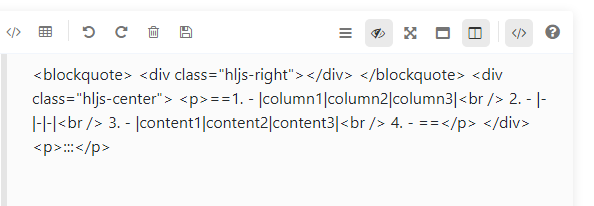 <blockquote> <div class="hljs-right"></div> </blockquote> <div
class="hljs-center"> <p>==1. - |column1|column2|column3|<br /> 2. - |-
|-|-|<br /> 3. - |content1|content2|content3|<br /> 4. - ==</p> </div>
<p>:::</p>